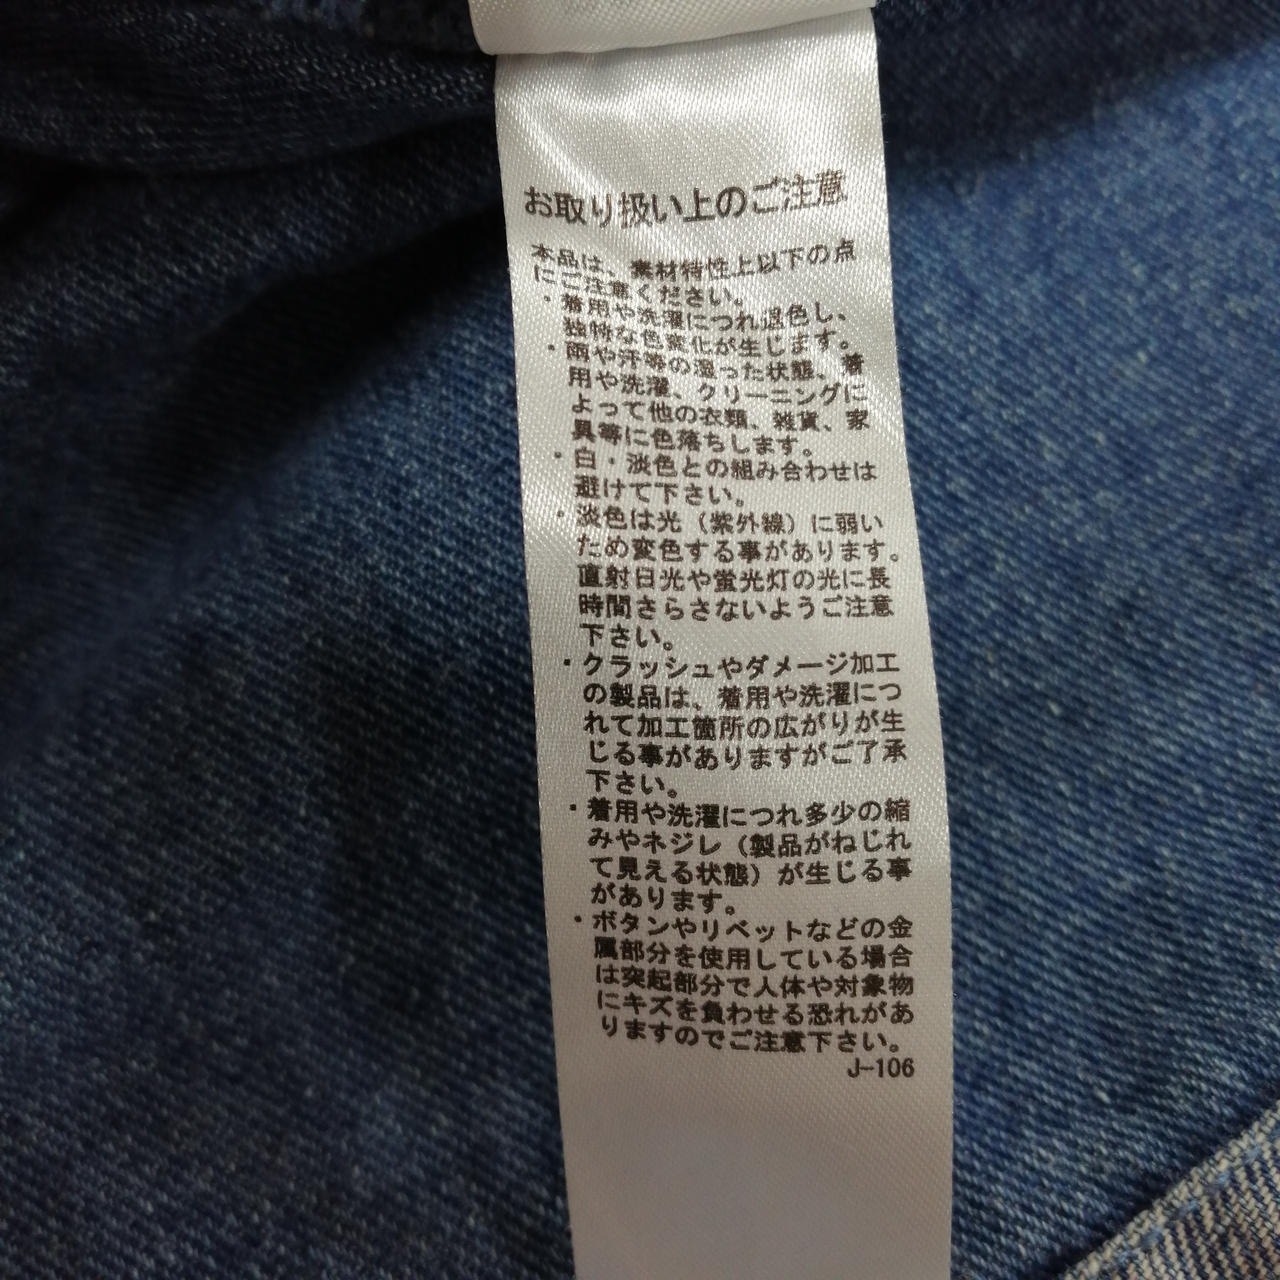 お取り扱い上のご注意
本品は、素材特性上以下の点
にご注意ください。
・着用や洗濯につれ退色し、
独特な色変化が生じます。
・雨や汗等の湿った状態、着
用や洗濯、クリーニングに
よって他の衣類、雑貨、家
具等に色落ちします。
・白・淡色との組み合わせは
避けて下さい。
・淡色は光（紫外線）に弱い
ため変色する事があります。
直射日光や蛍光灯の光に長
時間さらさないようご注意
下さい。
・クラッシュやダメージ加工
の製品は、着用や洗濯につ
れて加工箇所の広がりが生
じる事がありますがご了承
下さい。
・着用や洗濯につれ多少の縮
みやネジレ（製品がねじれ
て見える状態）が生じる事
があります。
・ボタンやリベットなどの金
属部分を使用している場合
は突起部分で人体や対象物
にキズを負わせる恐れがあ
りますのでご注意下さい。
J-106